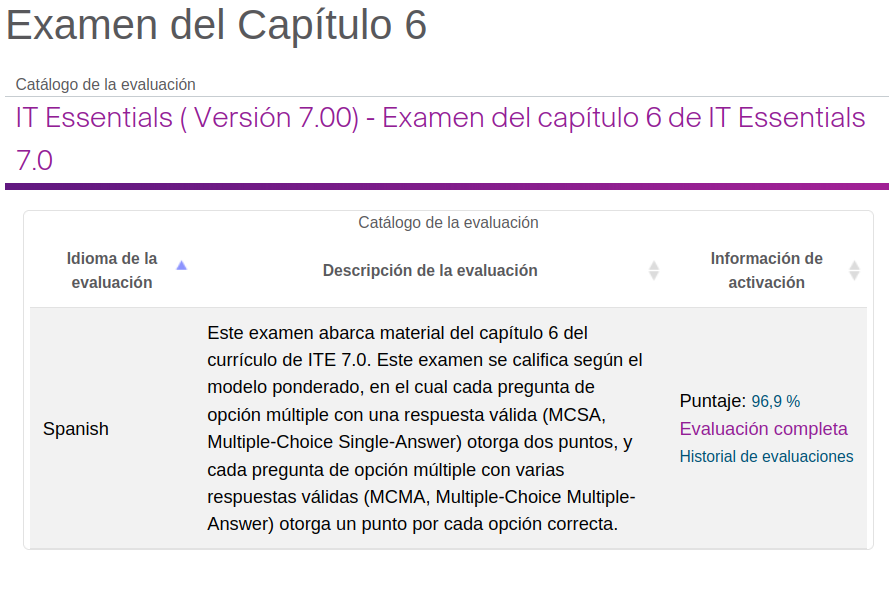 Examen del Capítulo 6
Catálogo de la evaluación
IT Essentials ( Versión 7.00) - Examen del capítulo 6 de IT Essentials
7.0
Catálogo de la evaluación
Idioma de la
evaluación
Descripción de la evaluación
Información de
activación
Spanish
Este examen abarca material del capítulo 6 del
currículo de ITE 7.0. Este examen se califica según el
modelo ponderado, en el cual cada pregunta de
opción múltiple con una respuesta válida (MCSA,
Multiple-Choice Single-Answer) otorga dos puntos, y
cada pregunta de opción múltiple con varias
respuestas válidas (MCMA, Multiple-Choice Multiple-
Answer) otorga un punto por cada opción correcta.
Puntaje: 96,9 %
Evaluación completa
Historial de evaluaciones